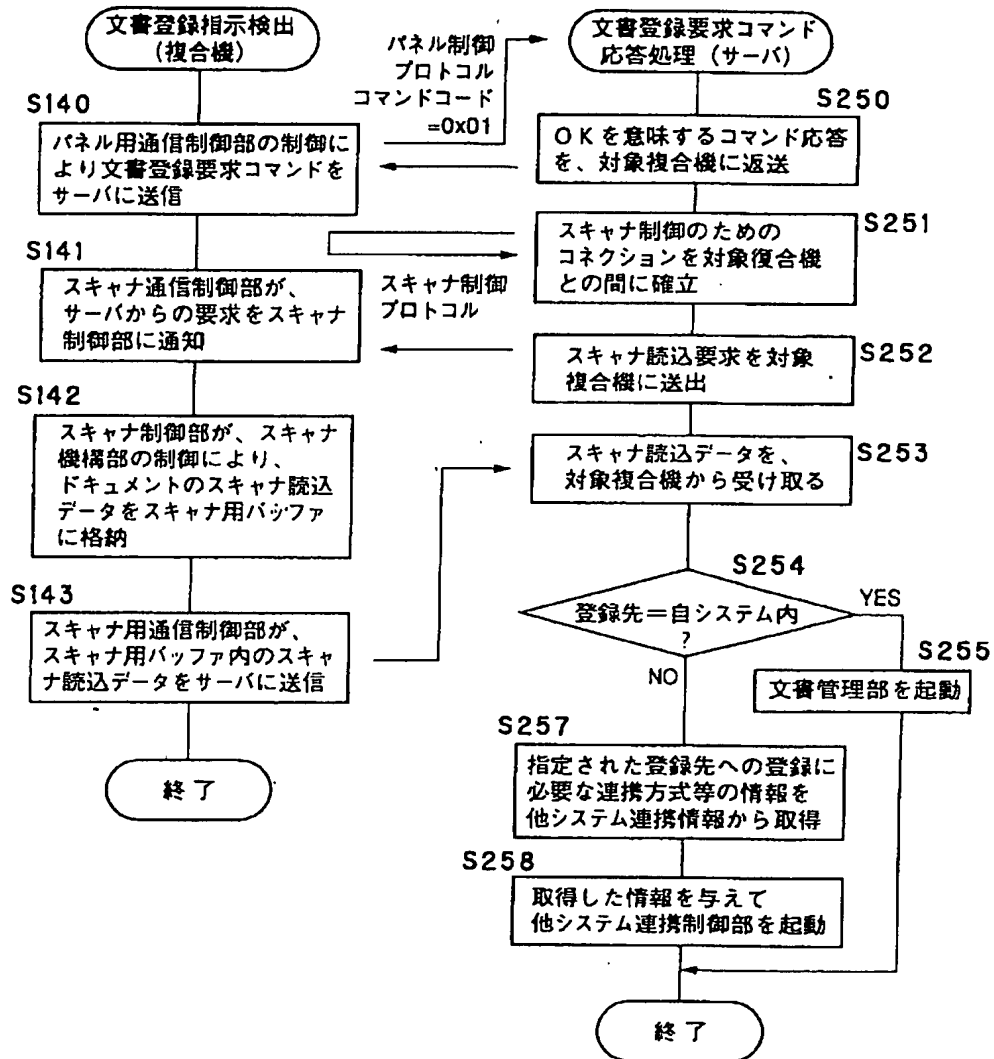 文書登録指示検出
(複合機)
S140
パネル用通信制御部の制御に
より文書登録要求コマンドを
サーバに送信
S141
スキャナ通信制御部が、
サーバからの要求をスキャナ
制御部に通知
S142
スキャナ制御部が、スキャナ
機構部の制御により、
ドキュメントのスキャナ読込
データをスキャナ用バッファ
に格納
S143
スキャナ用通信制御部が、
スキャナ用バッファ内のスキャ
ナ読込データをサーバに送信
終了
パネル制御
プロトコル
コマンドコード
=0x01
スキャナ制御
プロトコル
文書登録要求コマンド
応答処理 (サーバ)
S250
OKを意味するコマンド応答
を、対象複合機に返送
S251
スキャナ制御のための
コネクションを対象復合機
との間に確立
S252
スキャナ読込要求を対象
複合機に送出
S253
スキャナ読込データを、
対象複合機から受け取る
S254
登録先=自システム内
?
YES
NO
S255
文書管理部を起動
S257
指定された登録先への登録に
必要な連携方式等の情報を
他システム連携情報から取得
S258
取得した情報を与えて
他システム連携制御部を起動
終了